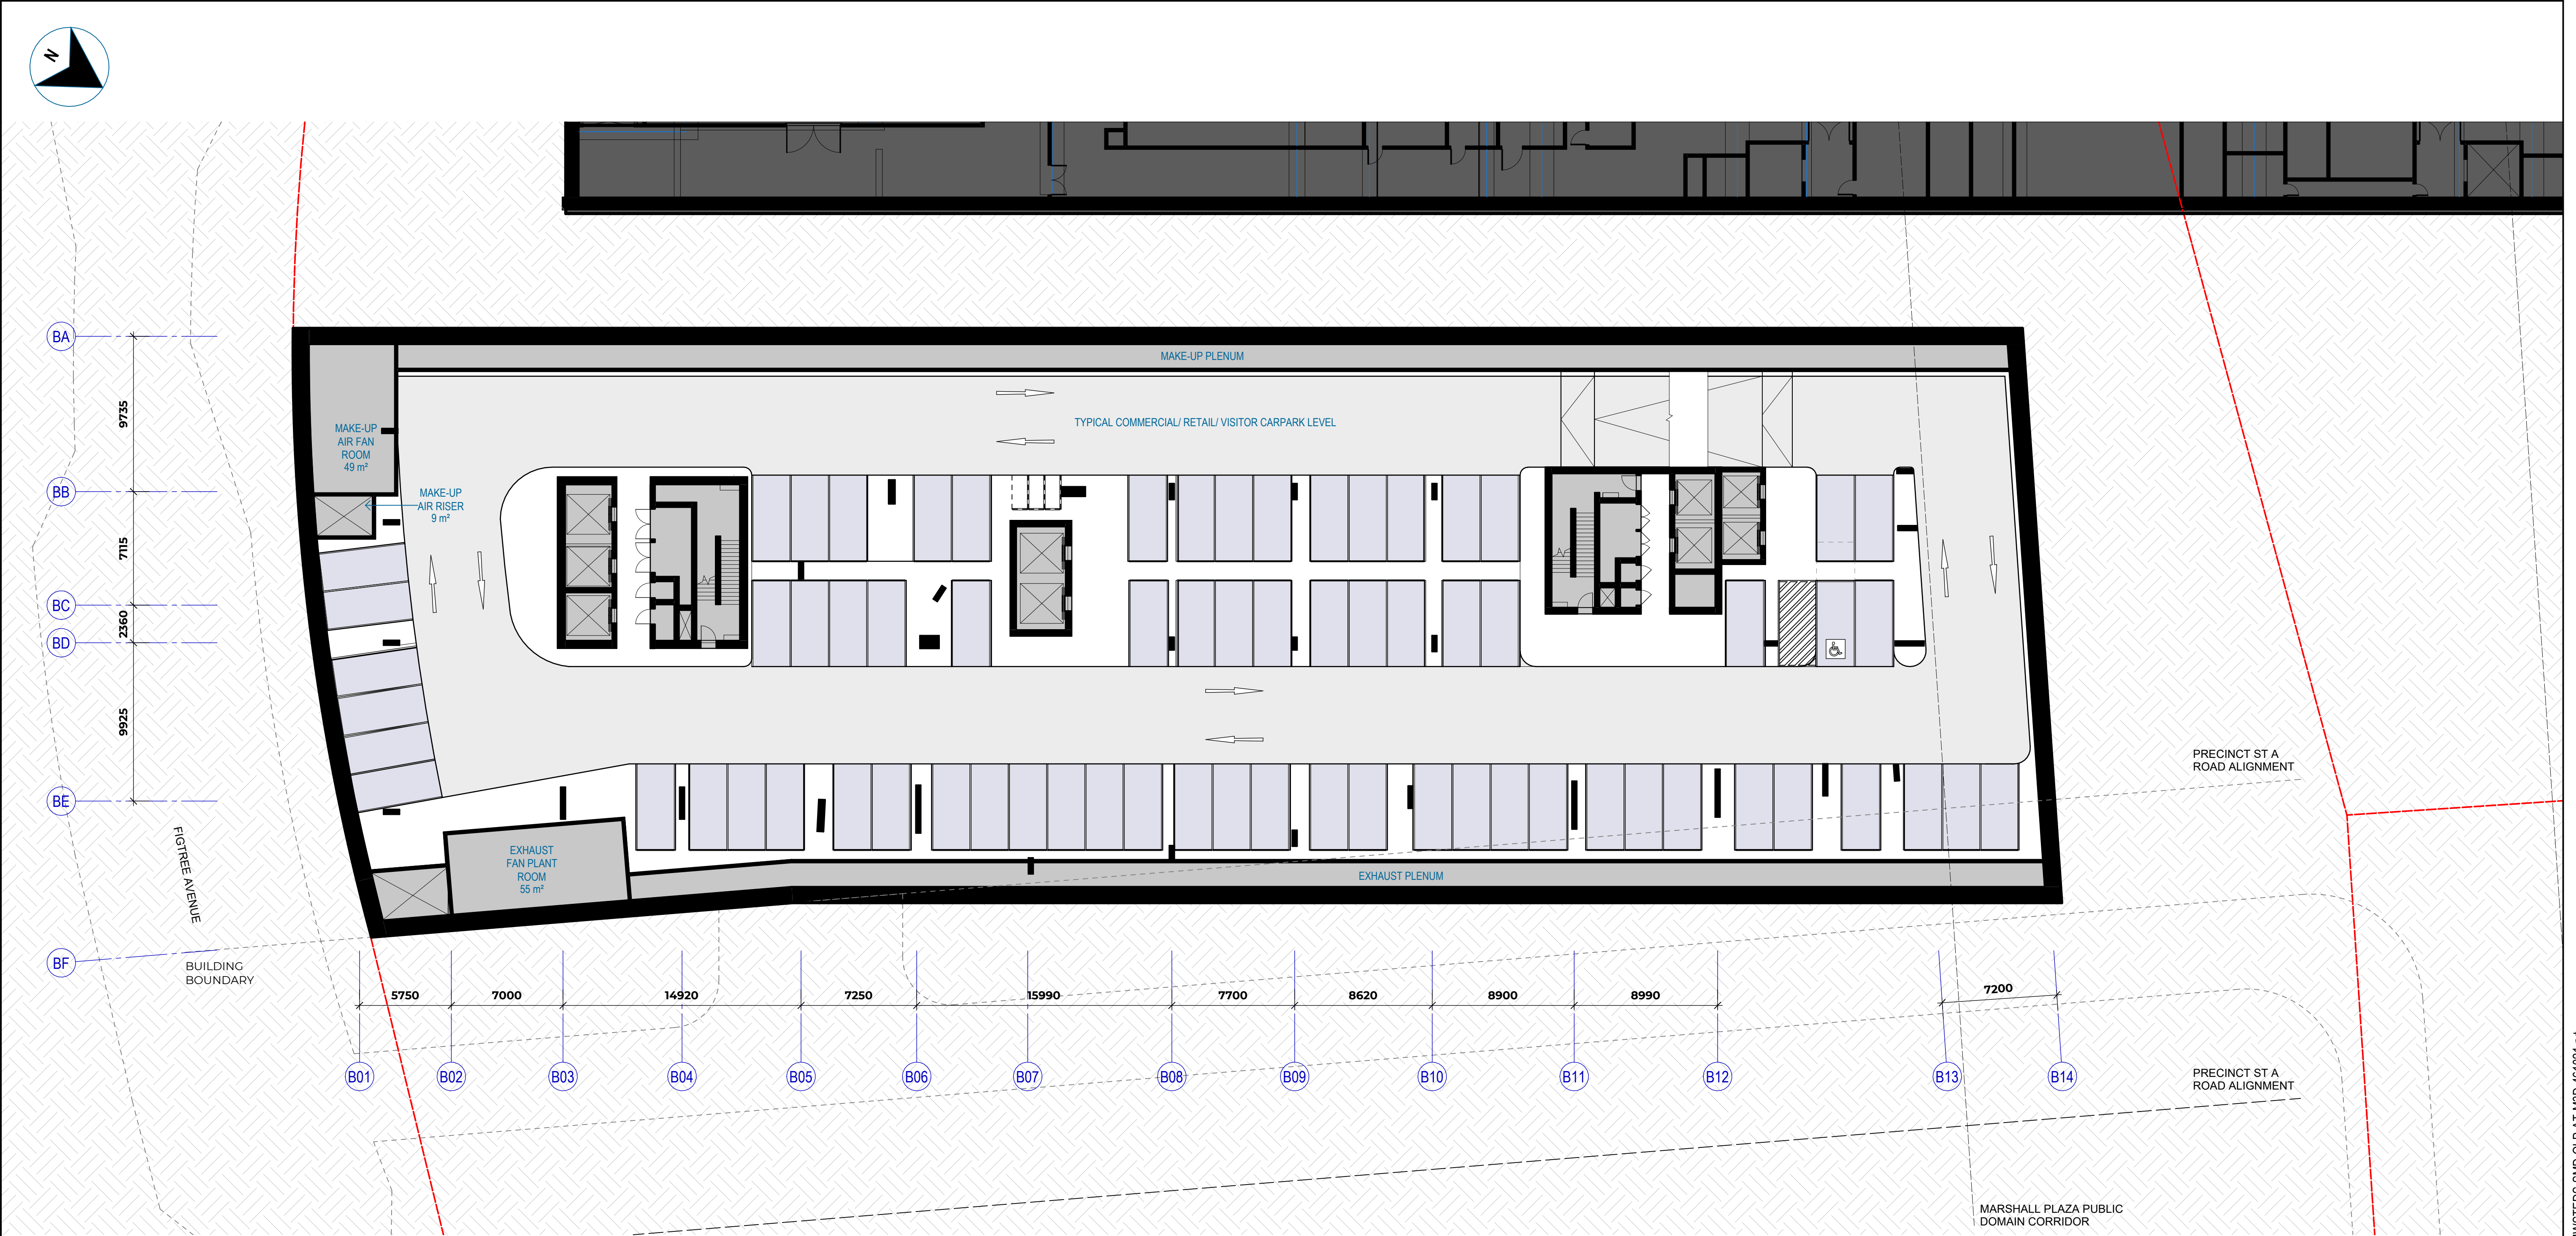 N
MAKE-UP PLENUM
BA
9735
TYPICAL COMMERCIAL/ RETAIL/ VISITOR CARPARK LEVEL
MAKE-UP
AIR FAN
ROOM
49 m²
BB
MAKE-UP
AIR RISER
9 m²
7115
BC
2360
BD
9925
BE
PRECINCT ST A
ROAD ALIGNMENT
FIGTREE AVENUE
EXHAUST
FAN PLANT
ROOM
55 m²
EXHAUST PLENUM
BF
BUILDING
BOUNDARY
5750 7000 14920 7250 15990 7700 8620 8900 8990 7200
B01 B02 B03 B04 B05 B06 B07 B08 B09 B10 B11 B12 B13 B14
PRECINCT ST A
ROAD ALIGNMENT
MARSHALL PLAZA PUBLIC
DOMAIN CORRIDOR